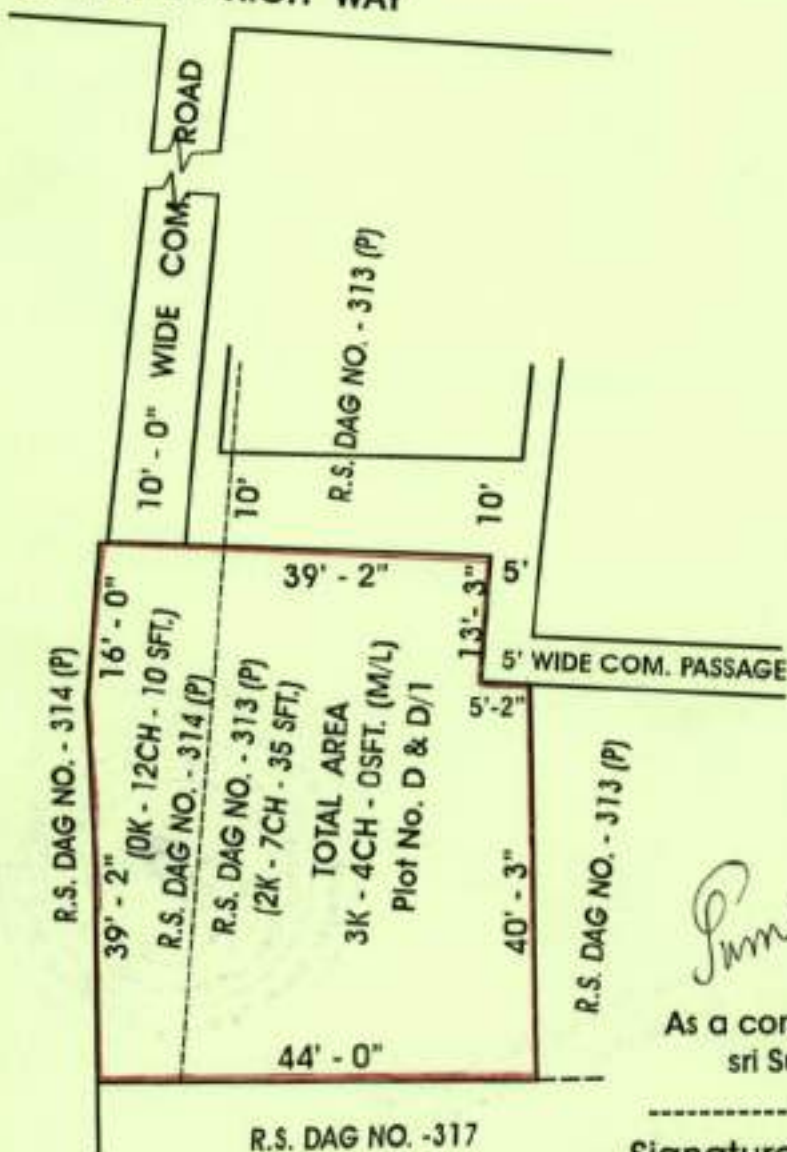 WAY
ROAD
10' - 0" WIDE COM.
R.S. DAG NO. - 313 (P)
10'
10'
39' - 2"
5'
13'- 3"
5' WIDE COM. PASSAGE
5'-2"
16' - 0"
R.S. DAG NO. - 314 (P)
39' - 2"
(0K - 12CH - 10 SFT.)
R.S. DAG NO. - 314 (P)
R.S. DAG NO. - 313 (P)
(2K - 7CH - 35 SFT.)
TOTAL AREA
3K - 4CH - 0SFT. (M/L)
Plot No. D & D/1
40' - 3"
R.S. DAG NO. - 313 (P)
44' - 0"
R.S. DAG NO. -317
As a
sri